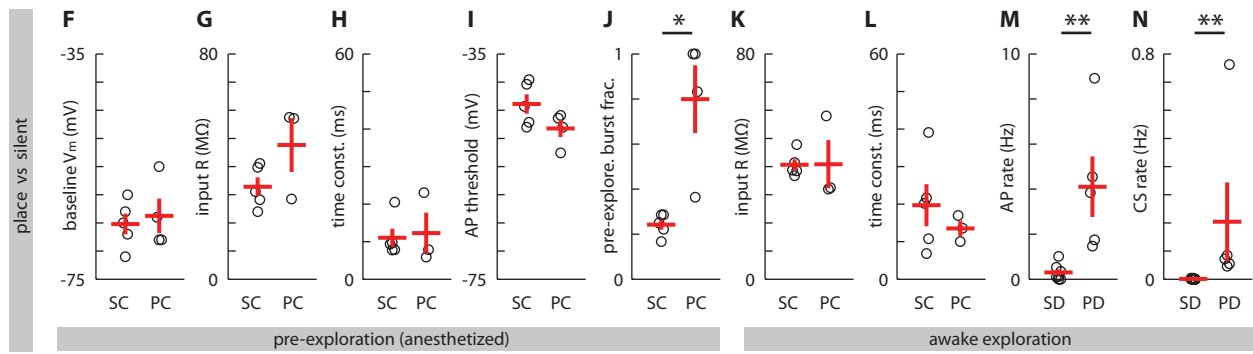 F G H I J K L M N
* ** **
place vs silent
baseline Vm (mV)
-35
-75
SC PC
input R (MΩ)
80
0
SC PC
time const. (ms)
60
0
SC PC
AP threshold (mV)
-35
-75
SC PC
pre-explore. burst frac.
1
0
SC PC
input R (MΩ)
80
0
SC PC
time const. (ms)
60
0
SC PC
AP rate (Hz)
10
0
SD PD
CS rate (Hz)
0.8
0
SD PD
pre-exploration (anesthetized)
awake exploration